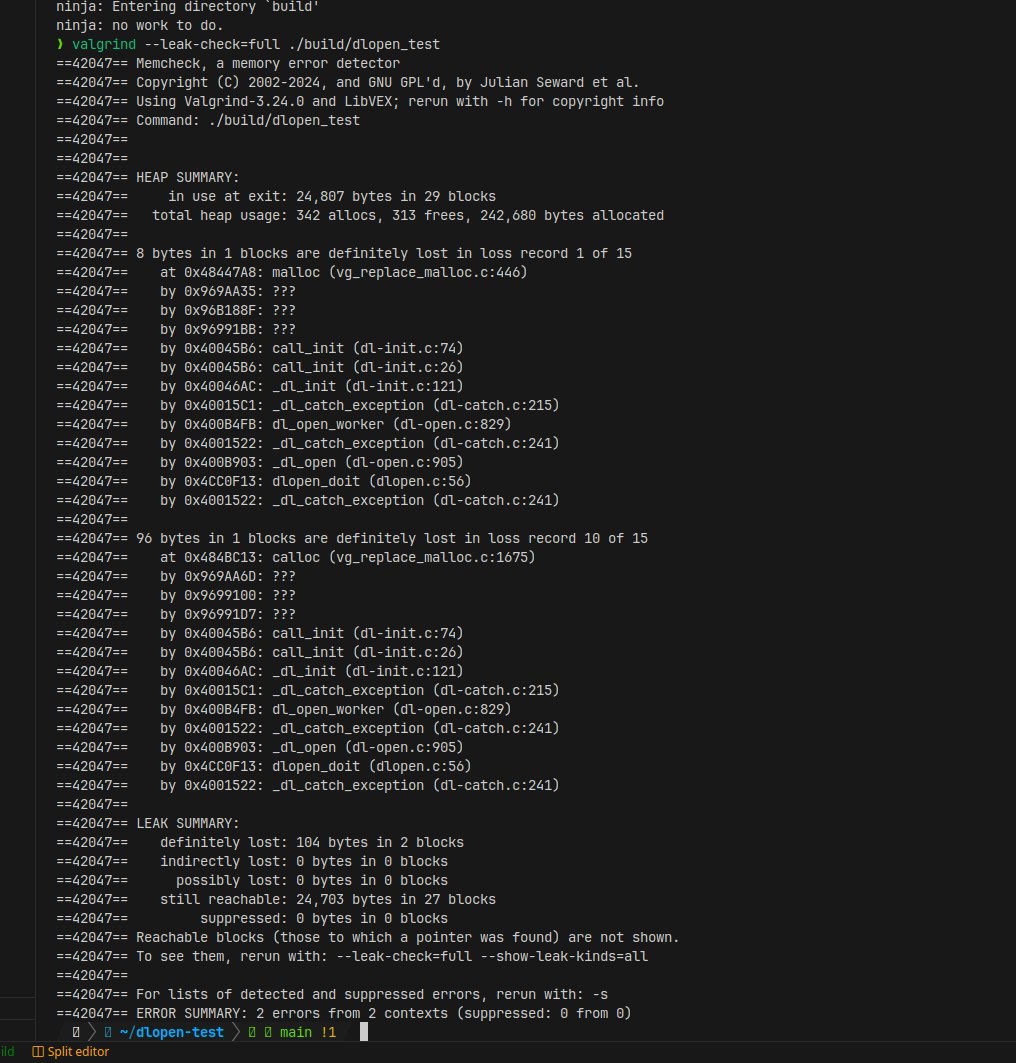 ninja: Entering directory `build'
ninja: no work to do.
❯ valgrind --leak-check=full ./build/dlopen_test
==42047== Memcheck, a memory error detector
==42047== Copyright (C) 2002-2024, and GNU GPL'd, by Julian Seward et al.
==42047== Using Valgrind-3.24.0 and LibVEX; rerun with -h for copyright info
==42047== Command: ./build/dlopen_test
==42047==
==42047==
==42047== HEAP SUMMARY:
==42047==     in use at exit: 24,807 bytes in 29 blocks
==42047==   total heap usage: 342 allocs, 313 frees, 242,680 bytes allocated
==42047==
==42047== 8 bytes in 1 blocks are definitely lost in loss record 1 of 15
==42047==    at 0x48447A8: malloc (vg_replace_malloc.c:446)
==42047==    by 0x969AA35: ???
==42047==    by 0x96B188F: ???
==42047==    by 0x96991BB: ???
==42047==    by 0x40045B6: call_init (dl-init.c:74)
==42047==    by 0x40045B6: call_init (dl-init.c:26)
==42047==    by 0x40046AC: _dl_init (dl-init.c:121)
==42047==    by 0x40015C1: _dl_catch_exception (dl-catch.c:215)
==42047==    by 0x400B4FB: dl_open_worker (dl-open.c:829)
==42047==    by 0x4001522: _dl_catch_exception (dl-catch.c:241)
==42047==    by 0x400B903: _dl_open (dl-open.c:905)
==42047==    by 0x4CC0F13: dlopen_doit (dlopen.c:56)
==42047==    by 0x4001522: _dl_catch_exception (dl-catch.c:241)
==42047==
==42047== 96 bytes in 1 blocks are definitely lost in loss record 10 of 15
==42047==    at 0x484BC13: calloc (vg_replace_malloc.c:1675)
==42047==    by 0x969AA6D: ???
==42047==    by 0x9699100: ???
==42047==    by 0x96991D7: ???
==42047==    by 0x40045B6: call_init (dl-init.c:74)
==42047==    by 0x40045B6: call_init (dl-init.c:26)
==42047==    by 0x40046AC: _dl_init (dl-init.c:121)
==42047==    by 0x40015C1: _dl_catch_exception (dl-catch.c:215)
==42047==    by 0x400B4FB: dl_open_worker (dl-open.c:829)
==42047==    by 0x4001522: _dl_catch_exception (dl-catch.c:241)
==42047==    by 0x400B903: _dl_open (dl-open.c:905)
==42047==    by 0x4CC0F13: dlopen_doit (dlopen.c:56)
==42047==    by 0x4001522: _dl_catch_exception (dl-catch.c:241)
==42047==
==42047== LEAK SUMMARY:
==42047==    definitely lost: 104 bytes in 2 blocks
==42047==    indirectly lost: 0 bytes in 0 blocks
==42047==      possibly lost: 0 bytes in 0 blocks
==42047==    still reachable: 24,703 bytes in 27 blocks
==42047==         suppressed: 0 bytes in 0 blocks
==42047== Reachable blocks (those to which a pointer was found) are not shown.
==42047== To see them, rerun with: --leak-check=full --show-leak-kinds=all
==42047==
==42047== For lists of detected and suppressed errors, rerun with: -s
==42047== ERROR SUMMARY: 2 errors from 2 contexts (suppressed: 0 from 0)
~/dlopen-test main !1
ild Split editor